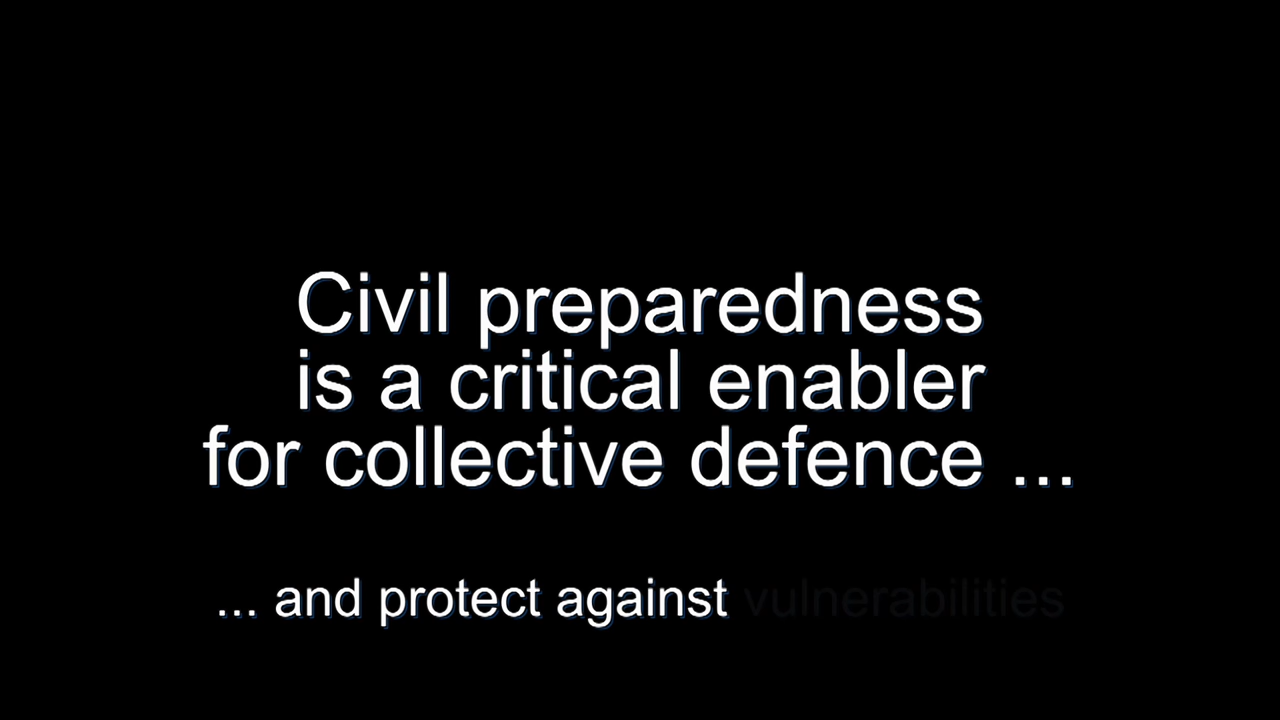 Civil preparedness
is a critical enabler
for collective defence ...
... and protect against vulnerabilities